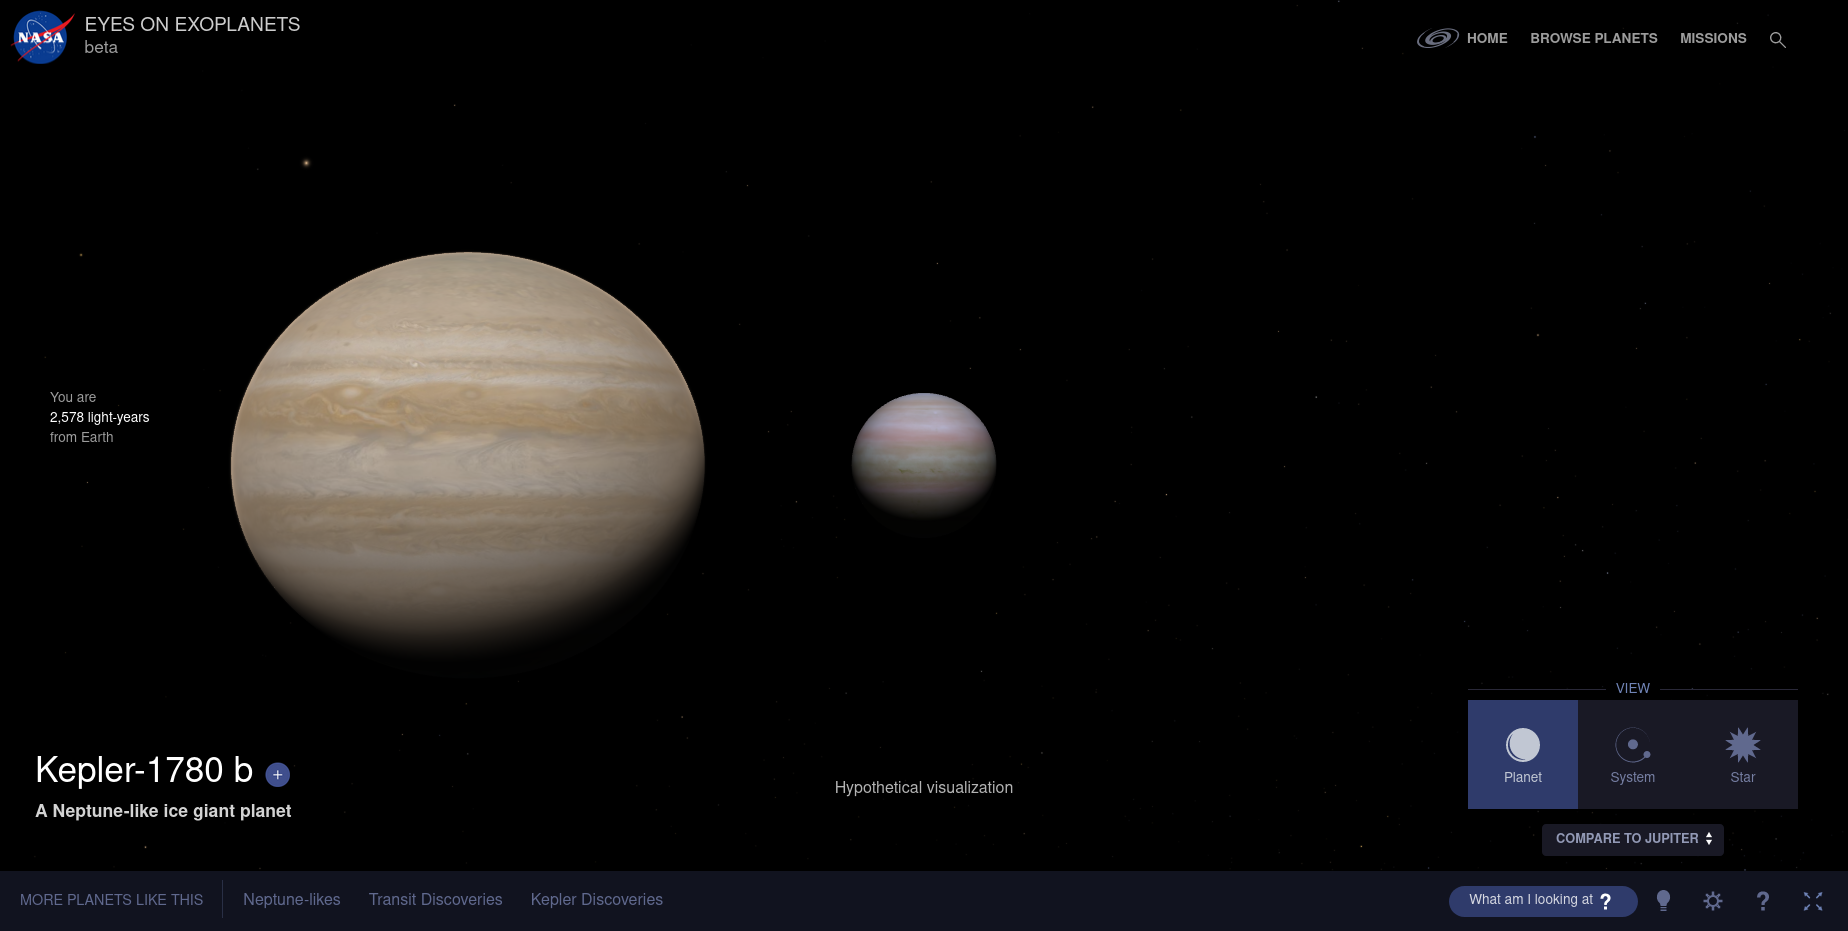 NASA
EYES ON EXOPLANETS
beta
HOME
BROWSE PLANETS
MISSIONS
You are
2,578 light-years
from Earth
Kepler-1780 b +
A Neptune-like ice giant planet
Hypothetical visualization
VIEW
Planet
System
Star
COMPARE TO JUPITER
MORE PLANETS LIKE THIS
Neptune-likes
Transit Discoveries
Kepler Discoveries
What am I looking at ?
?